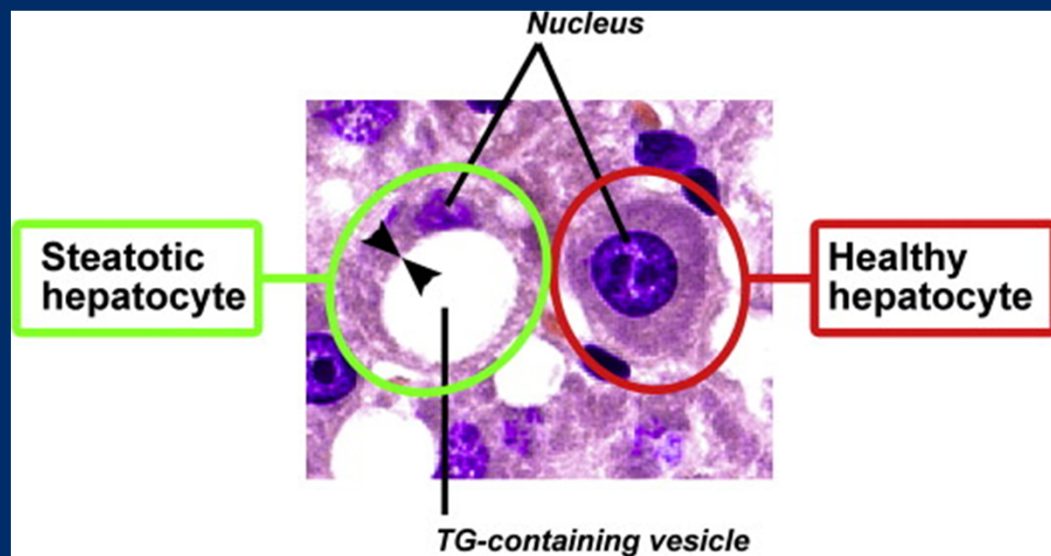 Nucleus
Steatotic
hepatocyte
Healthy
hepatocyte
TG-containing vesicle